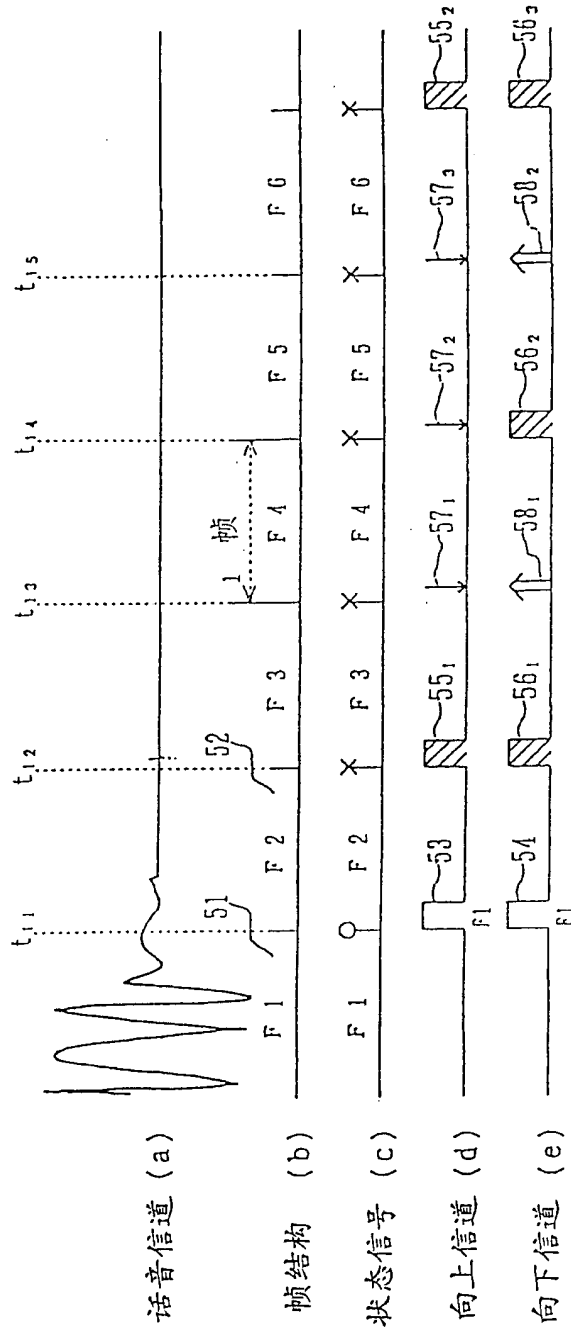 t₁₁ t₁₂ t₁₃ t₁₄ t₁₅
话音信道 (a)
51 52 1 帧
帧结构 (b) F1 F2 F3 F4 F5 F6
状态信号 (c) F1 F2 F3 F4 F5 F6
向上信道 (d) 53 55₁ 57₁ 57₂ 57₃ 55₂
F1
向下信道 (e) 54 56₁ 58₁ 56₂ 58₂ 56₃
F1